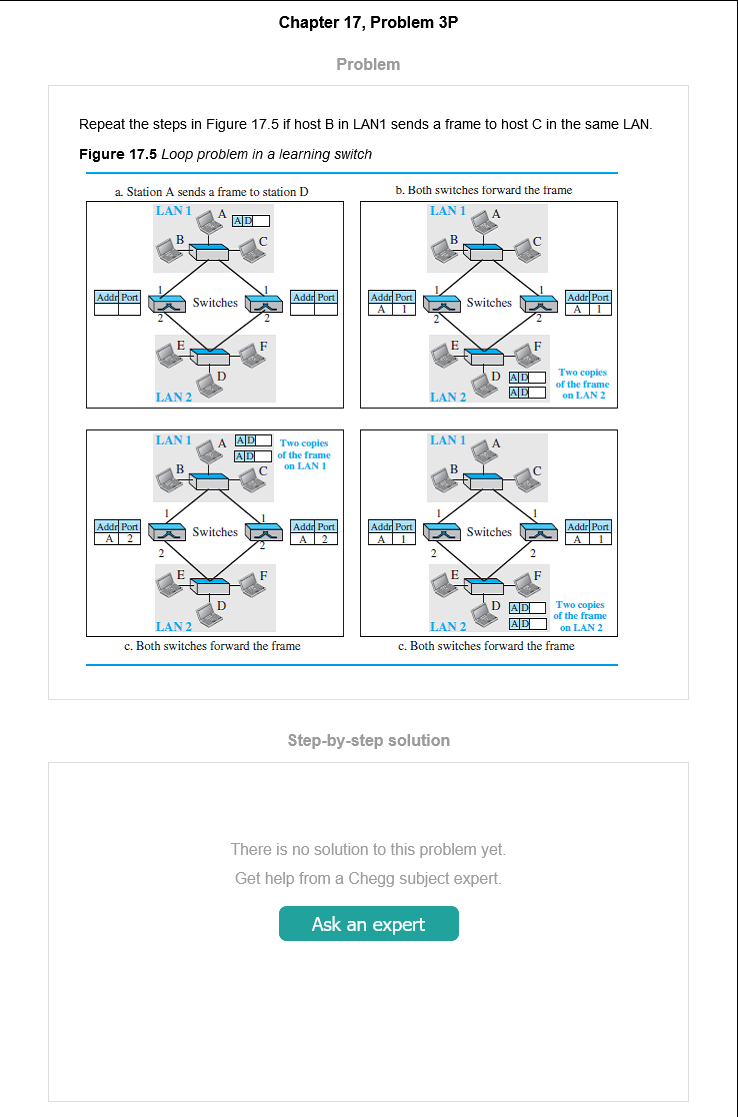 Chapter 17, Problem 3P
Problem
Repeat the steps in Figure 17.5 if host B in LAN1 sends a frame to host C in the same LAN.
Figure 17.5 Loop problem in a learning switch
a. Station A sends a frame to station D
LAN 1
A
A D
B
C
Addr Port
1
Switches
1
Addr Port
2
2
E
F
D
LAN 2
b. Both switches forward the frame
LAN 1
A
B
C
Addr Port
A 1
1
Switches
1
Addr Port
A 1
2
2
E
F
D
A D
A D
Two copies
of the frame
on LAN 2
LAN 2
LAN 1
A
A D
A D
Two copies
of the frame
on LAN 1
B
C
Addr Port
A 2
1
Switches
1
Addr Port
A 2
2
2
E
F
D
LAN 2
c. Both switches forward the frame
LAN 1
A
B
C
Addr Port
A 1
1
Switches
1
Addr Port
A 1
2
2
E
F
D
A D
A D
Two copies
of the frame
on LAN 2
LAN 2
c. Both switches forward the frame
Step-by-step solution
There is no solution to this problem yet.
Get help from a Chegg subject expert.
Ask an expert